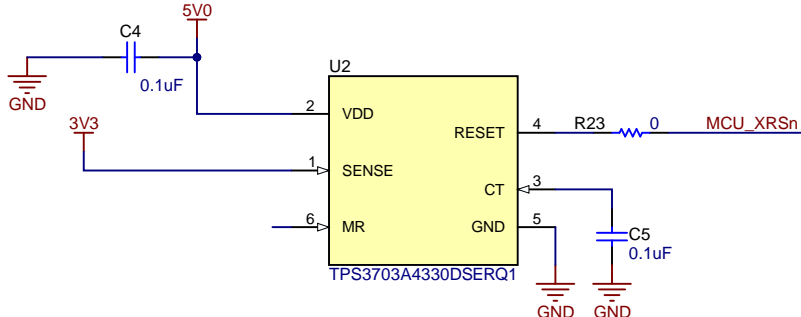 5V0
C4
0.1uF
GND
U2
2 VDD
3V3
RESET 4 R23 0 MCU_XRSn
1 SENSE
CT 3
6 MR
GND 5
C5
0.1uF
TPS3703A4330DSERQ1
GND
GND